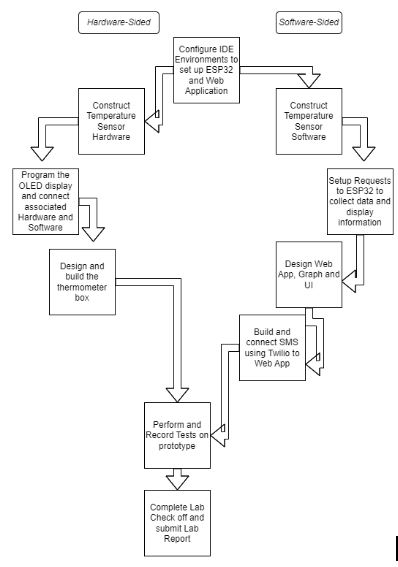 Hardware-Sided
Software-Sided
Configure IDE
Environments to
set up ESP32
and Web
Application
Construct
Temperature
Sensor
Hardware
Construct
Temperature
Sensor
Software
Program the
OLED display
and connect
associated
Hardware and
Software
Setup Requests
to ESP32 to
collect data and
display
information
Design and
build the
thermometer
box
Design Web
App, Graph and
UI
Build and
connect SMS
using Twilio to
Web App
Perform and
Record Tests on
prototype
Complete Lab
Check off and
submit Lab
Report